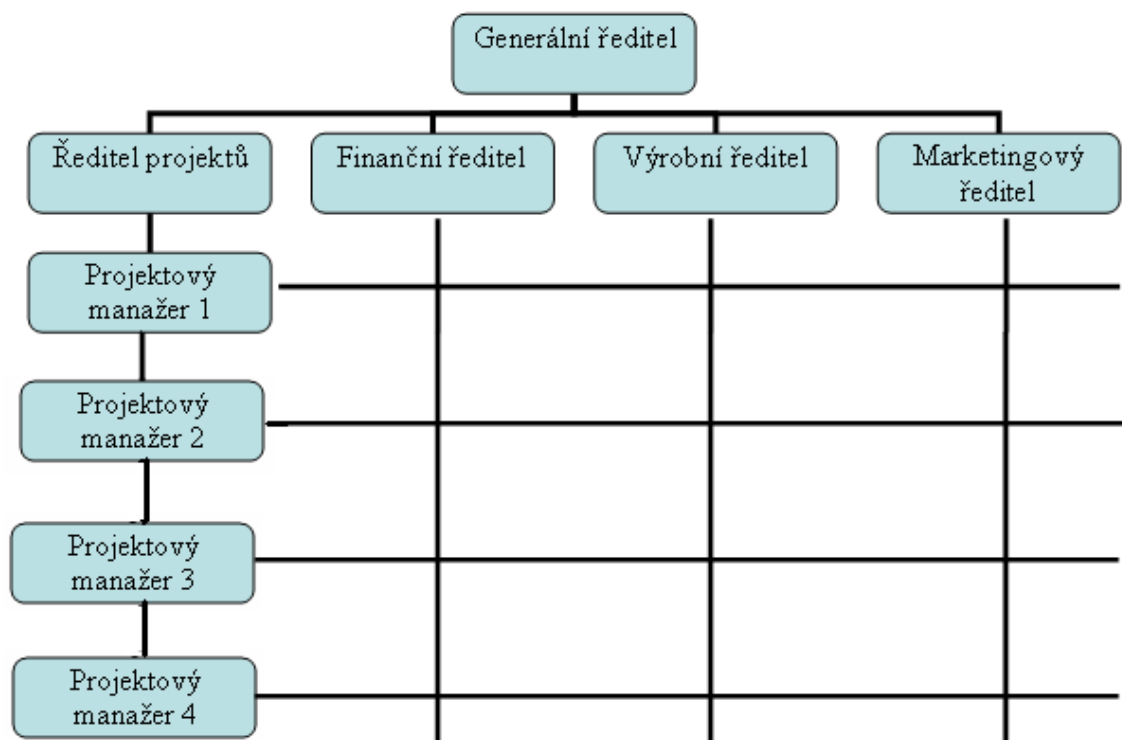 Generální ředitel
Ředitel projektů
Finanční ředitel
Výrobní ředitel
Marketingový
ředitel
Projektový
manažer 1
Projektový
manažer 2
Projektový
manažer 3
Projektový
manažer 4